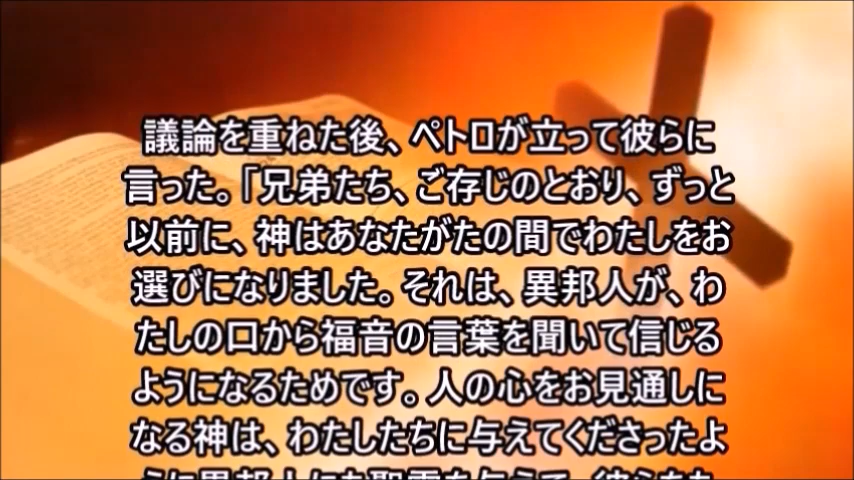 議論を重ねた後、ペトロが立って彼らに
言った。「兄弟たち、ご存じのとおり、ずっと
以前に、神はあなたがたの間でわたしをお
選びになりました。それは、異邦人が、わ
たしの口から福音の言葉を聞いて信じる
ようになるためです。人の心をお見通しに
なる神は、わたしたちに与えてくださったよ